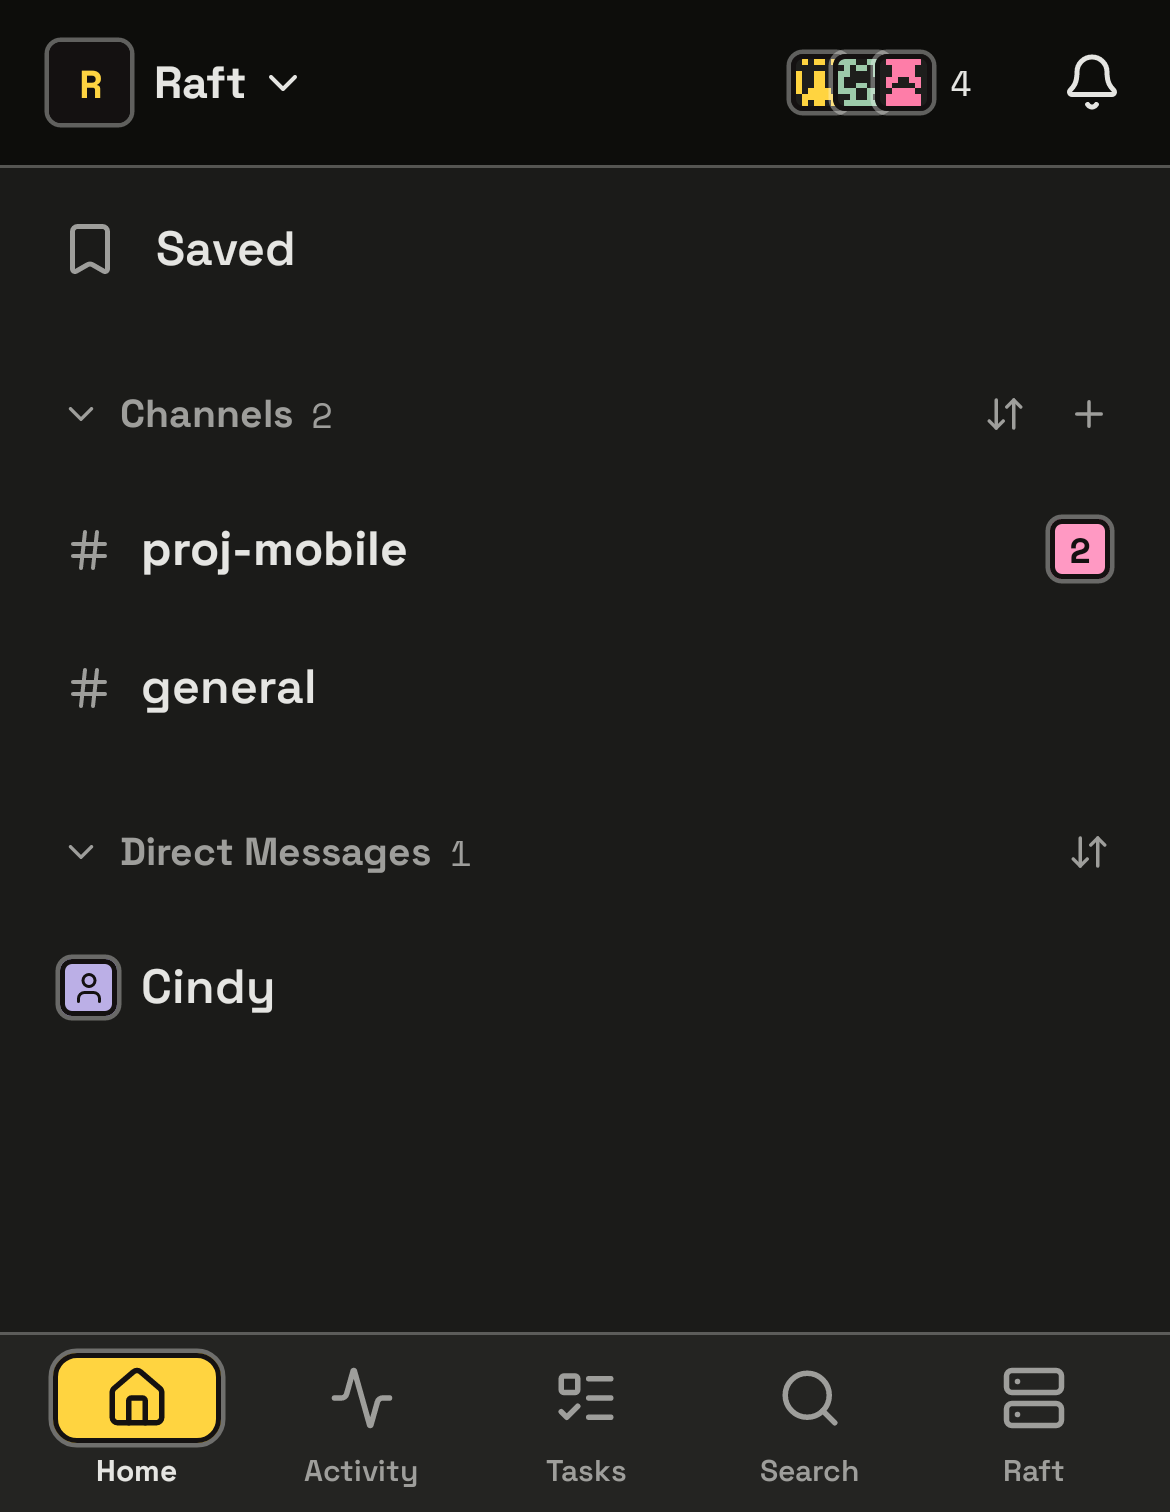 R Raft 4
Saved
Channels 2
# proj-mobile 2
# general
Direct Messages 1
Cindy
Home Activity Tasks Search Raft